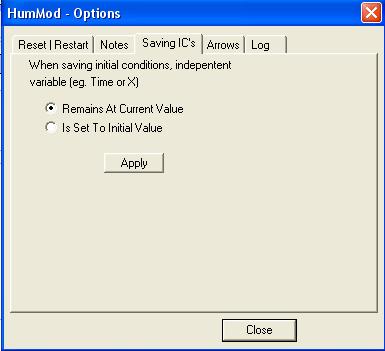 HumMod - Options
Reset | Restart
Notes
Saving IC's
Arrows
Log
When saving initial conditions, indepentent
variable (eg. Time or X)
Remains At Current Value
Is Set To Initial Value
Apply
Close